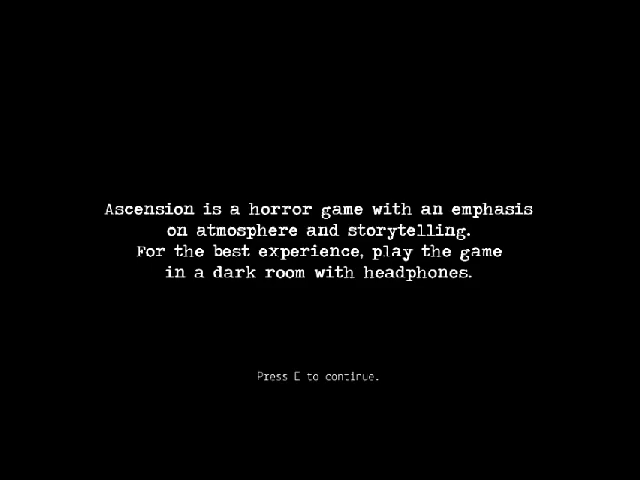 Ascension is a horror game with an emphasis
on atmosphere and storytelling.
For the best experience, play the game
in a dark room with headphones.
Press E to continue.